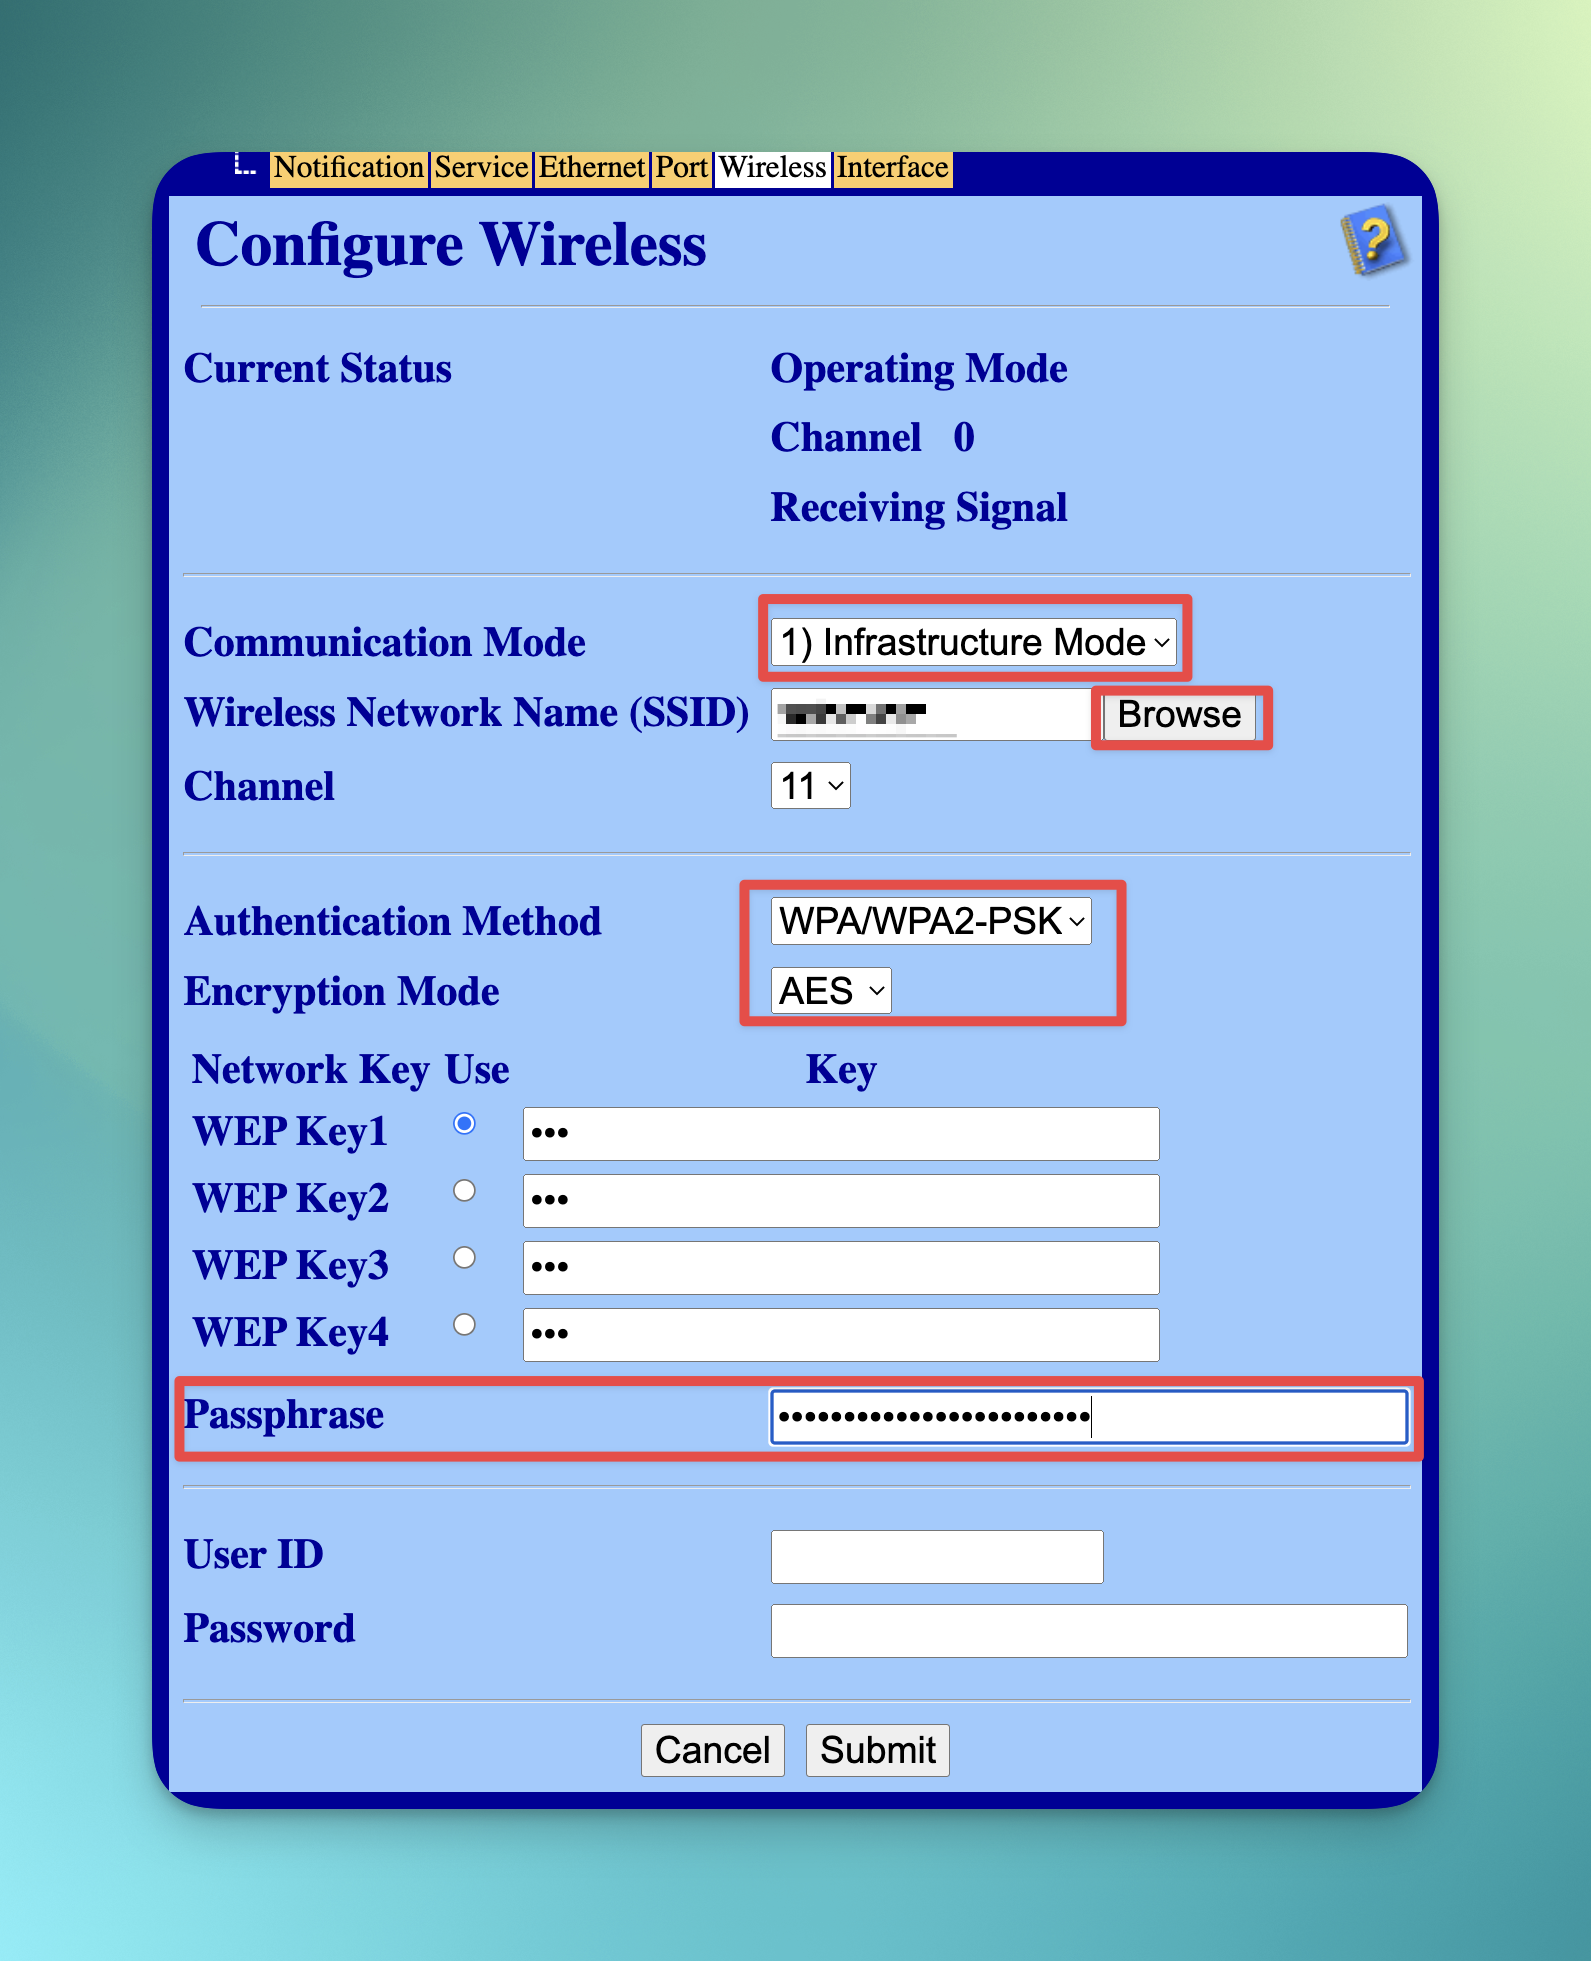 Notification Service Ethernet Port Wireless Interface
Configure Wireless
Current Status Operating Mode
Channel 0
Receiving Signal
Communication Mode 1) Infrastructure Mode
Wireless Network Name (SSID) Browse
Channel 11
Authentication Method WPA/WPA2-PSK
Encryption Mode AES
Network Key Use Key
WEP Key1 •••
WEP Key2 •••
WEP Key3 •••
WEP Key4 •••
Passphrase ••••••••••••••••••••••••
User ID
Password
Cancel Submit